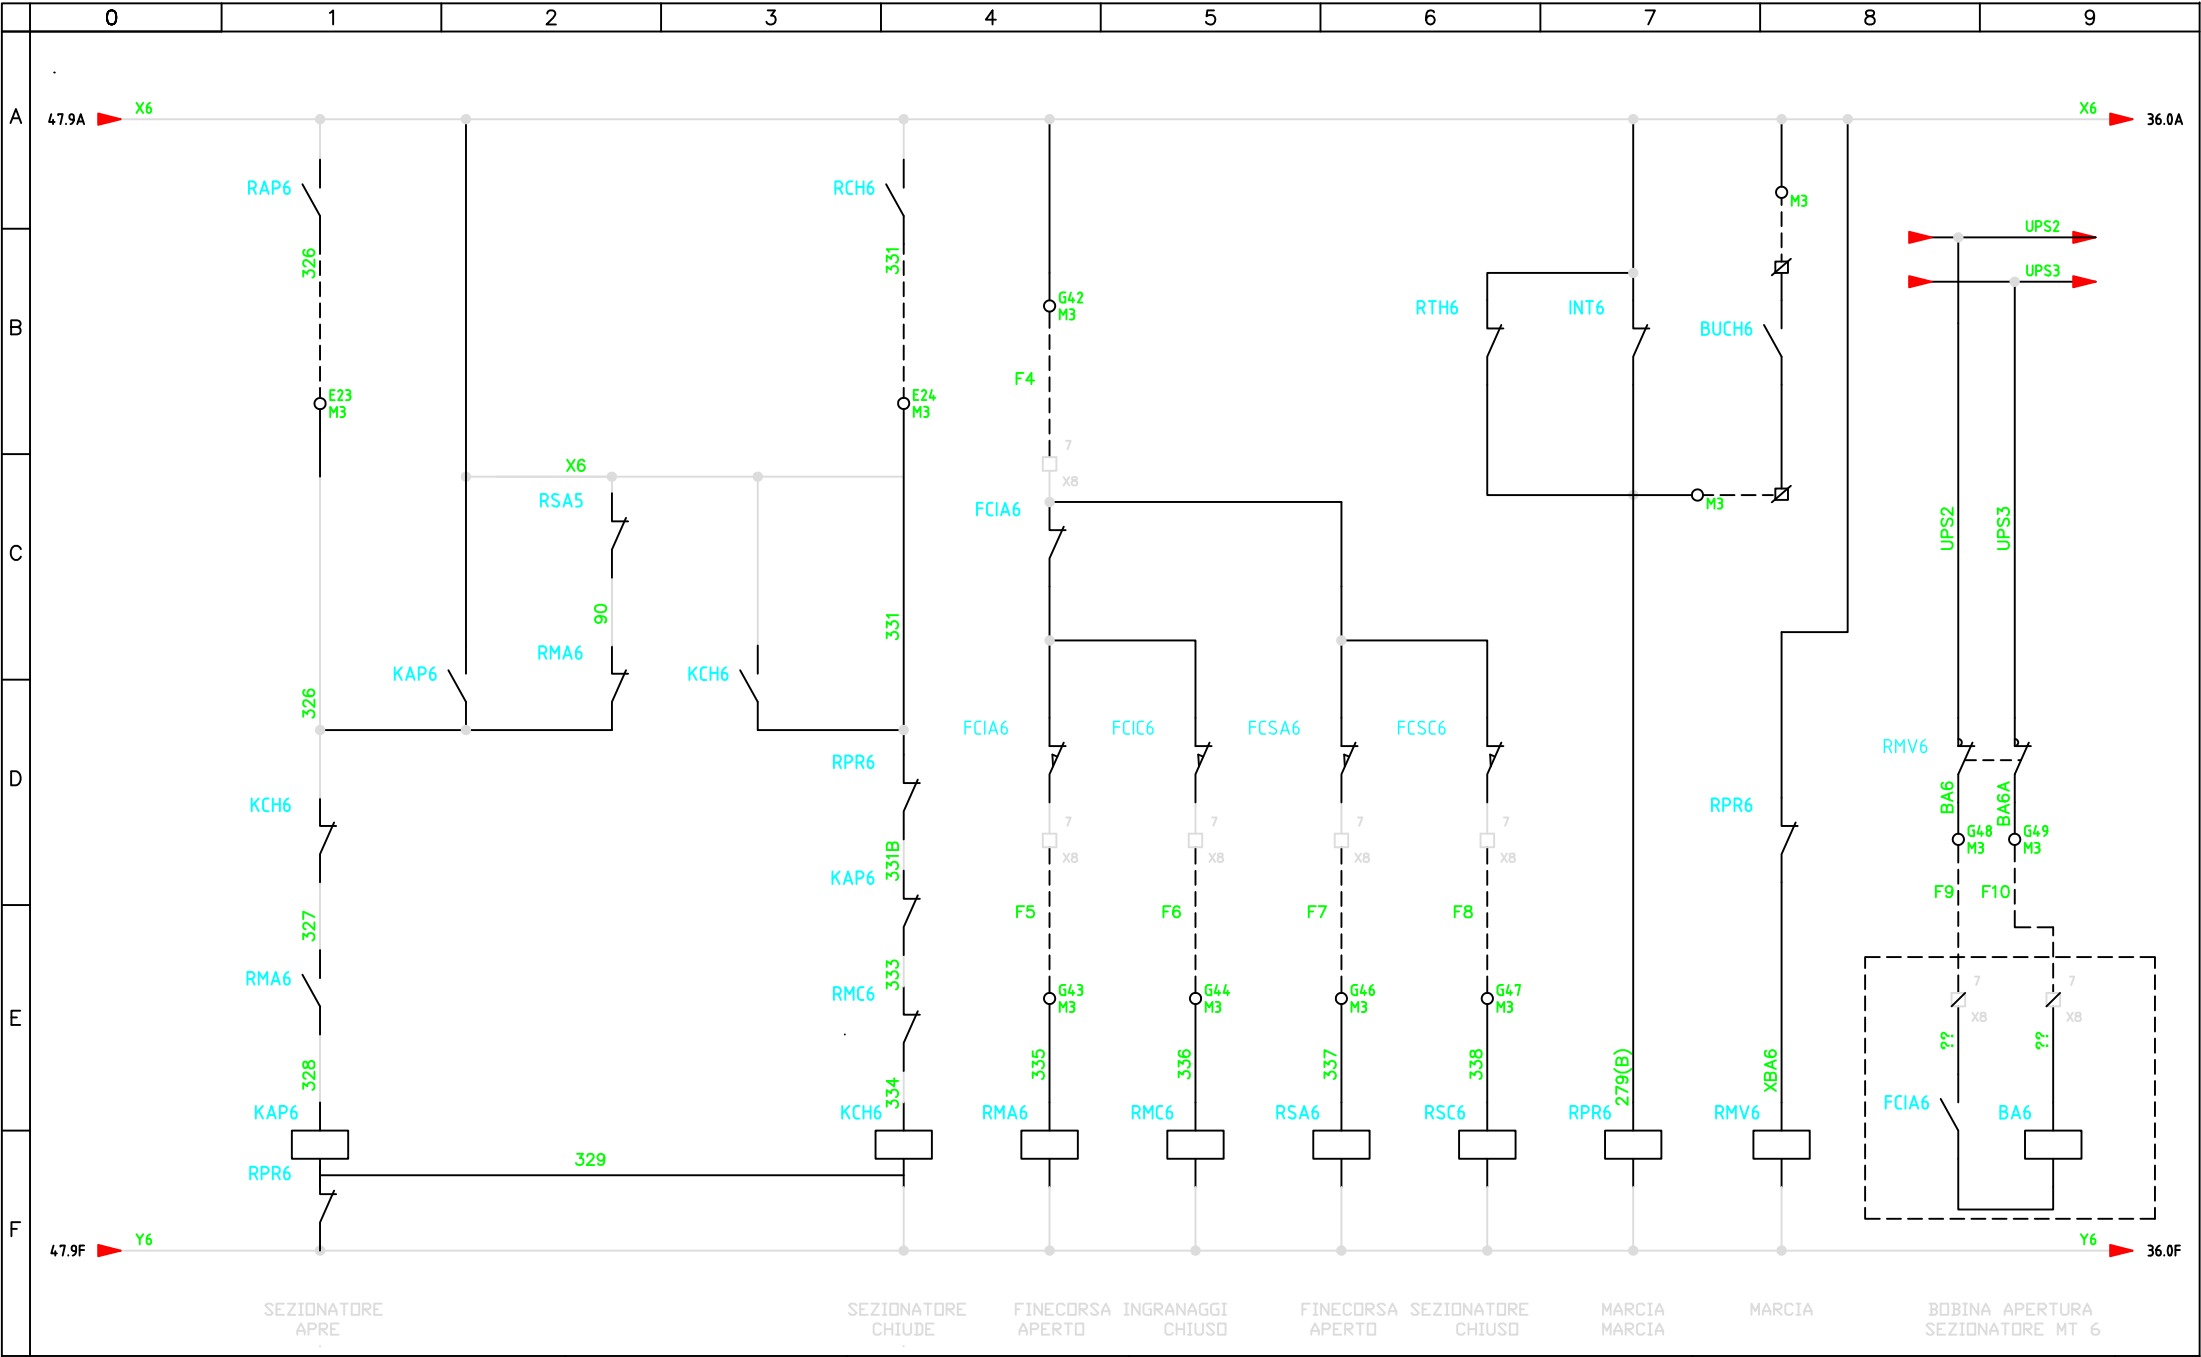 0 1 2 3 4 5 6 7 8 9
A
47.9A
X6
X6
36.0A
RAP6
RCH6
M3
UPS2
326
331
UPS3
B
G42
M3
RTH6
INT6
BUCH6
F4
E23
M3
E24
M3
7
X6
X8
RSA5
FCIA6
M3
UPS2
UPS3
C
90
331
RMA6
KAP6
KCH6
326
FCIA6
FCIC6
FCSA6
FCSC6
RMV6
RPR6
D
KCH6
RPR6
BA6
BA6A
7
7
7
7
G48
M3
G49
M3
X8
X8
X8
X8
331B
KAP6
F9
F10
327
F5
F6
F7
F8
RMA6
333
RMC6
7
7
G43
M3
G44
M3
G46
M3
G47
M3
E
X8
X8
??
??
328
334
335
336
337
338
279(B)
XBA6
KAP6
KCH6
RMA6
RMC6
RSA6
RSC6
RPR6
RMV6
FCIA6
BA6
RPR6
329
F
47.9F
Y6
Y6
36.0F
SEZIONATORE
APRE
SEZIONATORE
CHIUDE
FINECORSA INGRANAGGI
APERTO CHIUSO
FINECORSA SEZIONATORE
APERTO CHIUSO
MARCIA
MARCIA
MARCIA
BOBINA APERTURA
SEZIONATORE MT 6